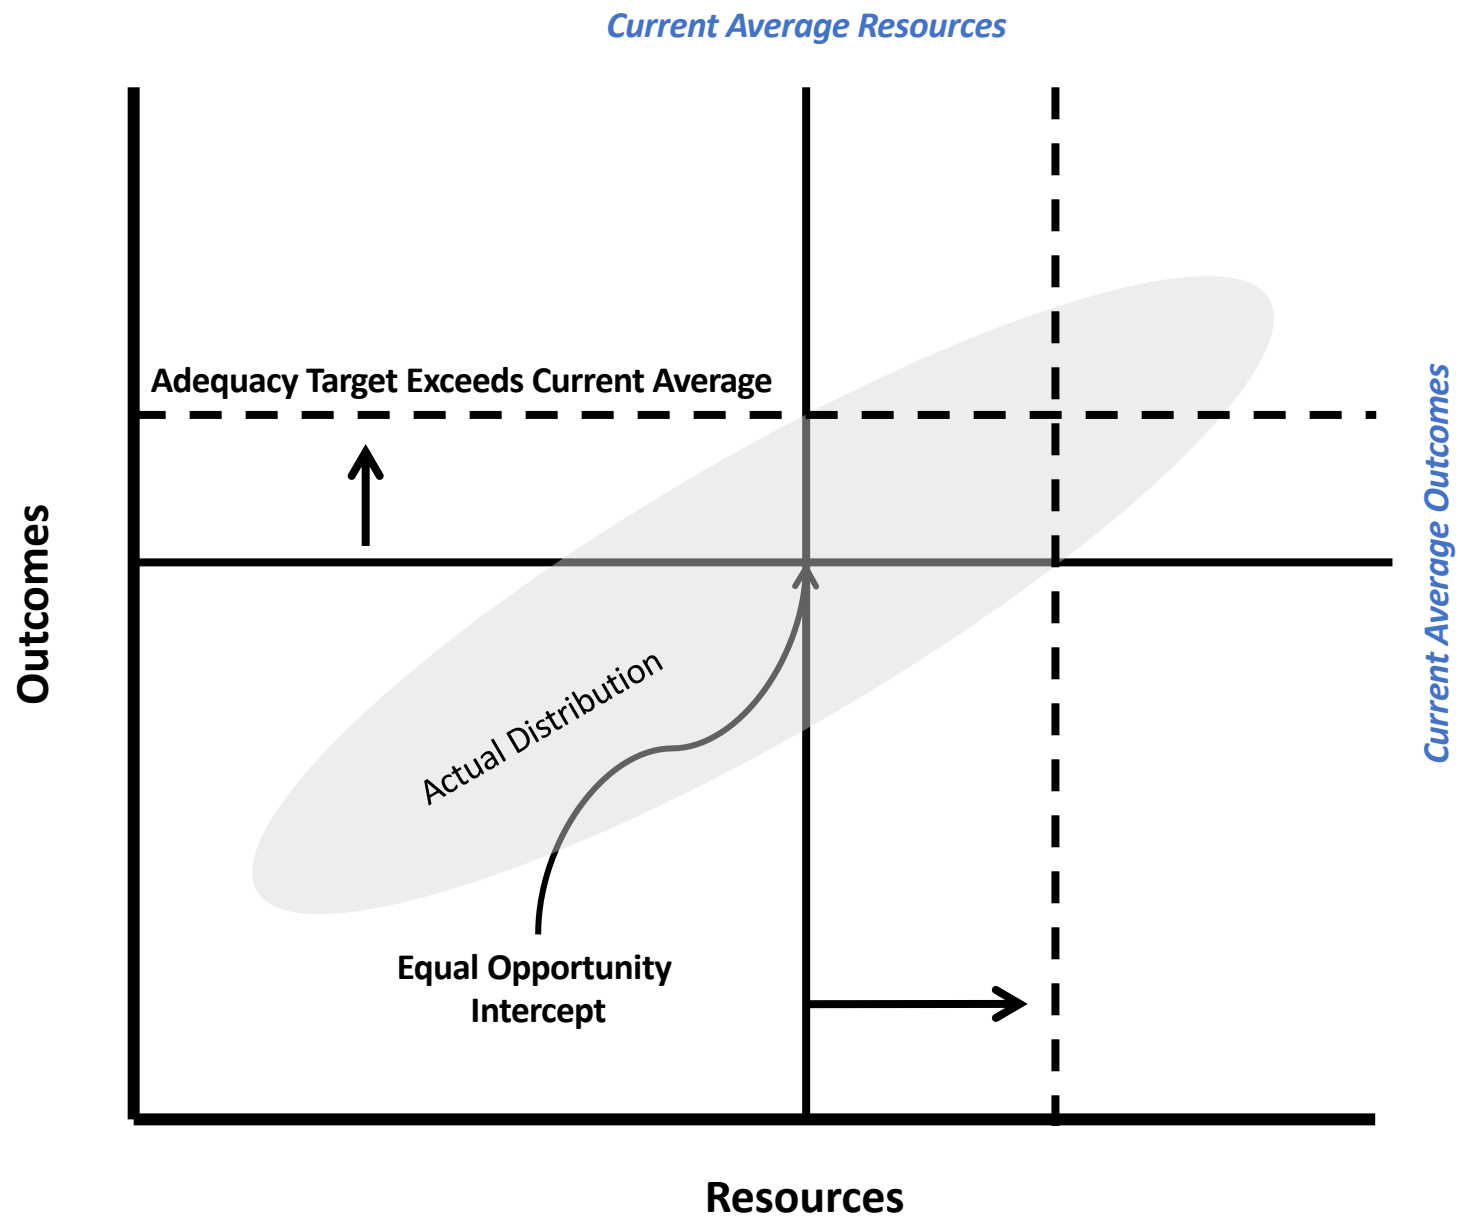 Current Average Resources
Adequacy Target Exceeds Current Average
Current Average Outcomes
Outcomes
Actual Distribution
Equal Opportunity
Intercept
Resources